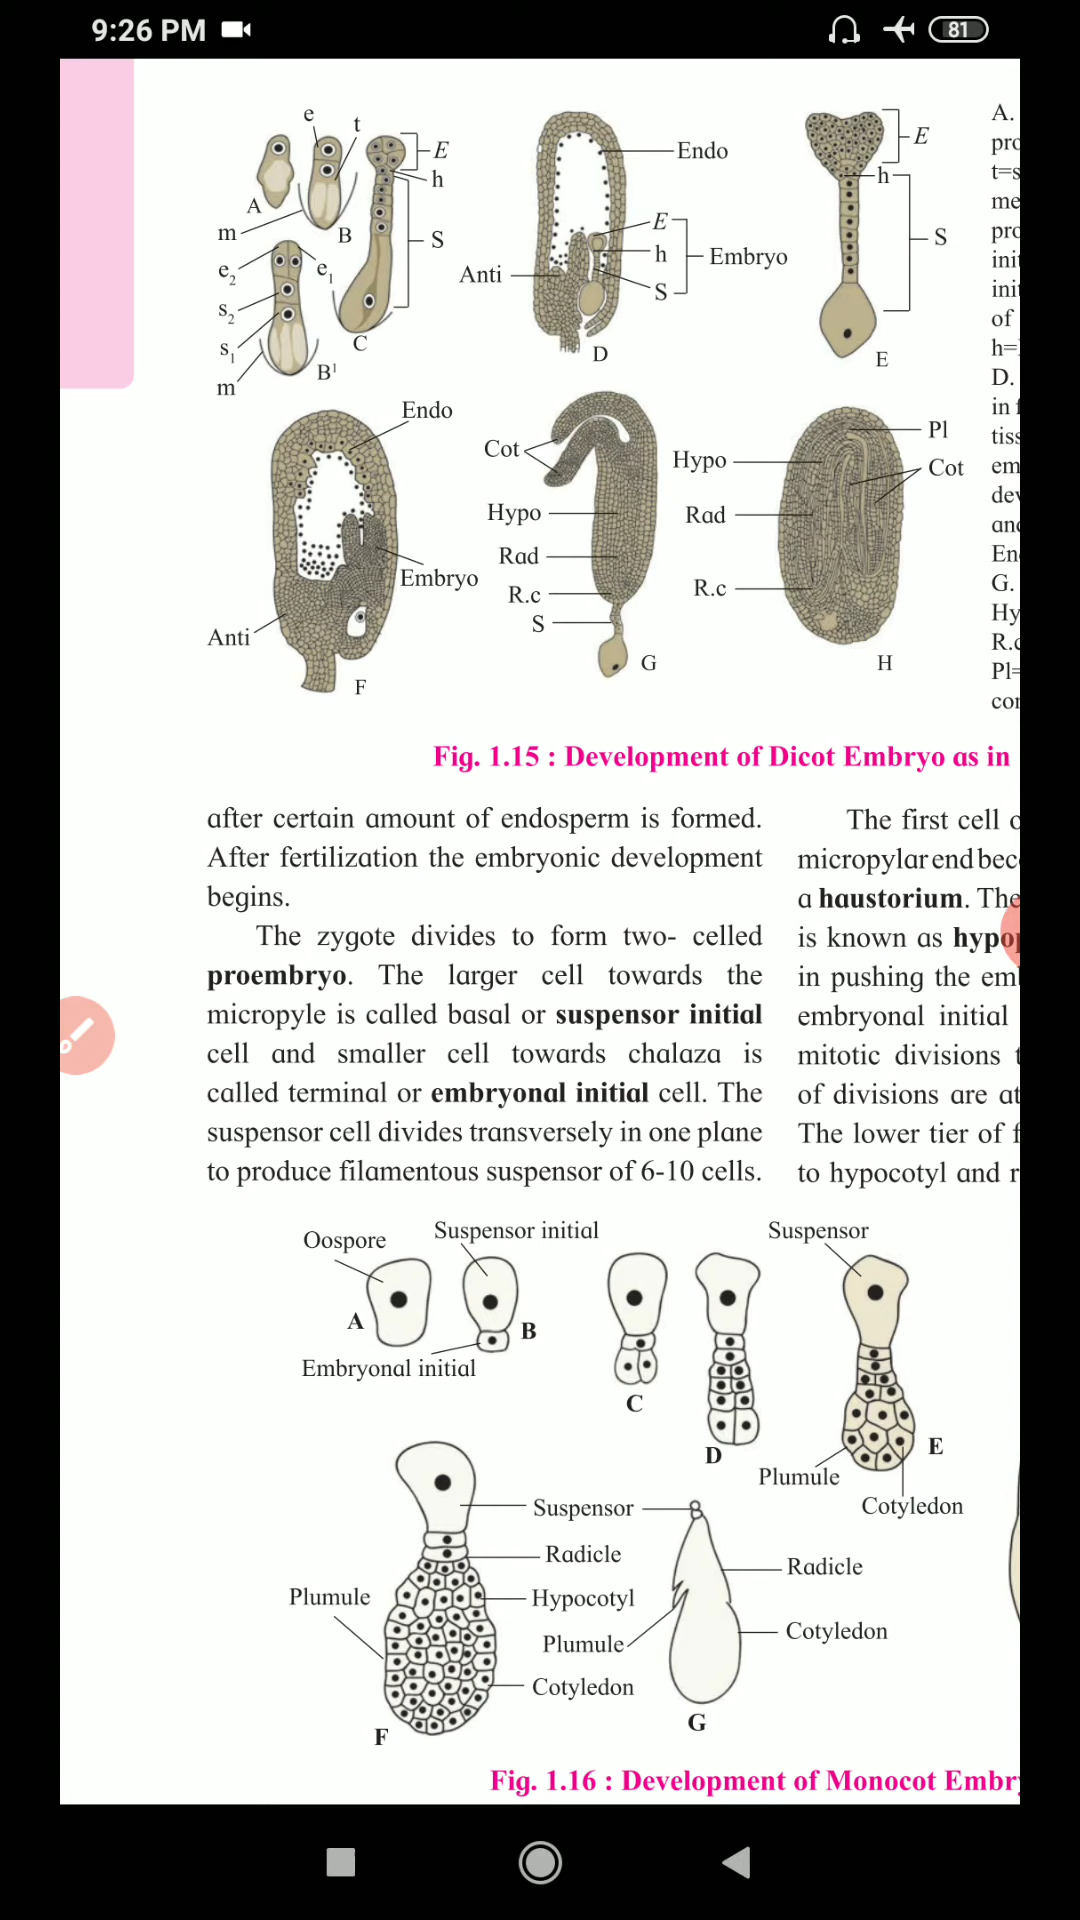 9:26 PM
81
e
t
E
h
A
m
B
S
e2
e1
s2
s1
C
B1
m
Endo
E
h
Embryo
Anti
S
D
E
h
S
E
A.
pro
t=s
me
pro
init
init
of
h=
D.
in f
tiss
em
dev
and
En
G.
Hy
R.c
Pl=
cor
Endo
Embryo
Anti
F
Cot
Hypo
Rad
R.c
S
G
Hypo
Rad
R.c
Pl
Cot
H
Fig. 1.15 : Development of Dicot Embryo as in
after certain amount of endosperm is formed.
After fertilization the embryonic development
begins.
The zygote divides to form two- celled
proembryo. The larger cell towards the
micropyle is called basal or suspensor initial
cell and smaller cell towards chalaza is
called terminal or embryonal initial cell. The
suspensor cell divides transversely in one plane
to produce filamentous suspensor of 6-10 cells.
The first cell o
micropylar end bec
a haustorium. The
is known as hypop
in pushing the em
embryonal initial
mitotic divisions t
of divisions are at
The lower tier of f
to hypocotyl and r
Oospore
Suspensor initial
Suspensor
A
B
Embryonal initial
C
D
E
Plumule
Cotyledon
Suspensor
Radicle
Plumule
Hypocotyl
Plumule
Cotyledon
F
Radicle
Cotyledon
G
Fig. 1.16 : Development of Monocot Embry